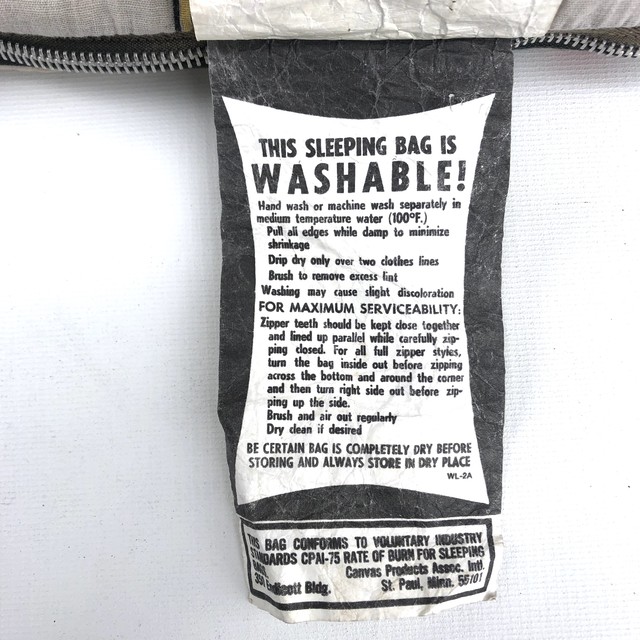 THIS SLEEPING BAG IS
WASHABLE!
Hand wash or machine wash separately in
medium temperature water (100°F.)
Pull all edges while damp to minimize
shrinkage
Drip dry only over two clothes lines
Brush to remove excess lint
Washing may cause slight discoloration
FOR MAXIMUM SERVICEABILITY:
Zipper teeth should be kept close together
and lined up parallel while carefully zip-
ping closed. For all full zipper styles,
turn the bag inside out before zipping
across the bottom and around the corner
and then turn right side out before zip-
ping up the side.
Brush and air out regularly
Dry clean if desired
BE CERTAIN BAG IS COMPLETELY DRY BEFORE
STORING AND ALWAYS STORE IN DRY PLACE
WL-2A
THIS BAG CONFORMS TO VOLUNTARY INDUSTRY
STANDARDS CPAI-75 RATE OF BURN FOR SLEEPING
BAGS Canvas Products Assoc. Intl.
Bldg. St. Paul, Minn. 55101